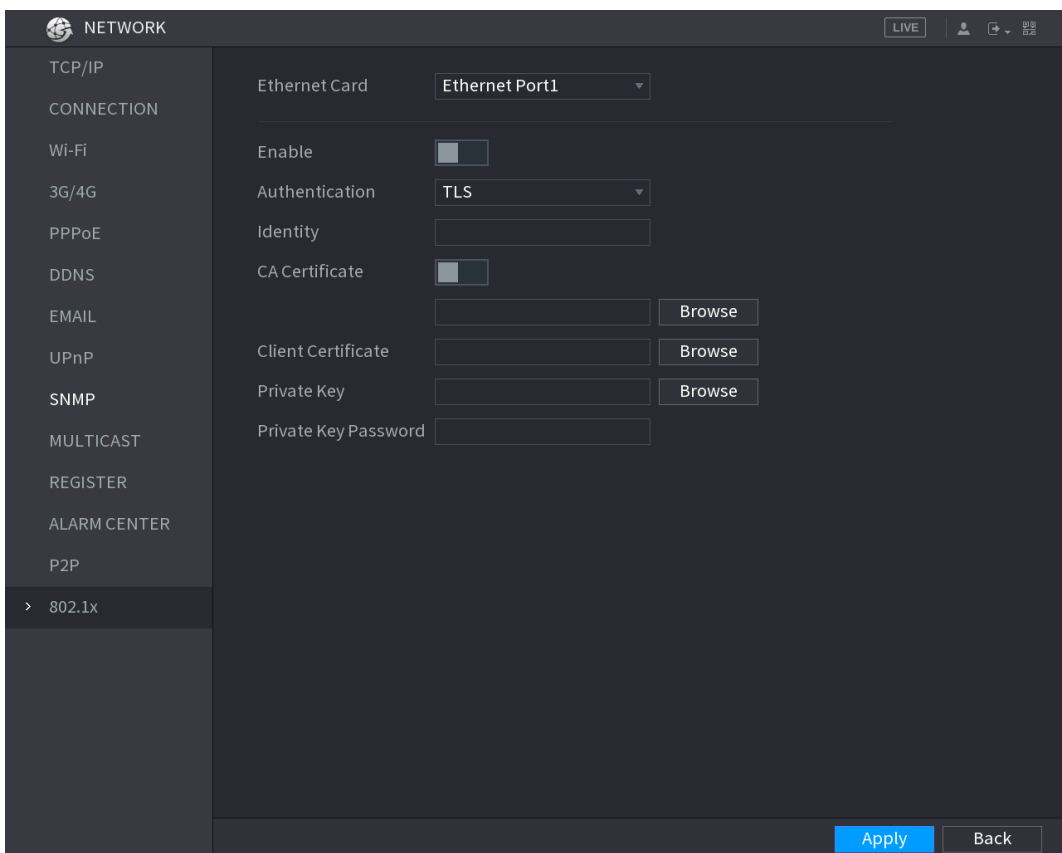 NETWORK
LIVE
TCP/IP
CONNECTION
Wi-Fi
3G/4G
PPPoE
DDNS
EMAIL
UPnP
SNMP
MULTICAST
REGISTER
ALARM CENTER
P2P
802.1x
Ethernet Card Ethernet Port1
Enable
Authentication TLS
Identity
CA Certificate
Browse
Client Certificate Browse
Private Key Browse
Private Key Password
Apply Back